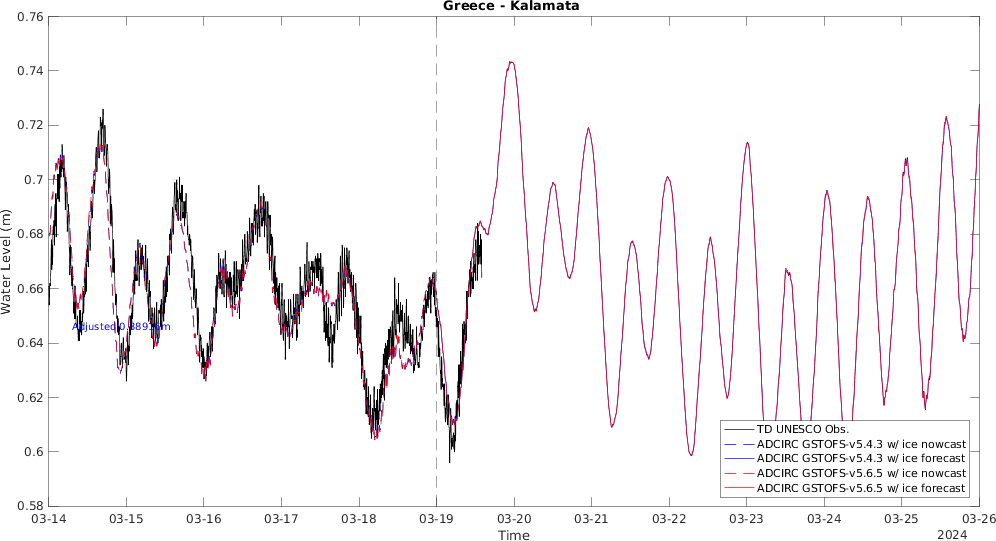 Greece - Kalamata
0.76
0.74
0.72
0.7
0.68
0.66
0.64
0.62
0.6
0.58
Water Level (m)
TD UNESCO Obs.
ADCIRC GSTOFS-v5.4.3 w/ ice nowcast
ADCIRC GSTOFS-v5.4.3 w/ ice forecast
ADCIRC GSTOFS-v5.6.5 w/ ice nowcast
ADCIRC GSTOFS-v5.6.5 w/ ice forecast
03-14 03-15 03-16 03-17 03-18 03-19 03-20 03-21 03-22 03-23 03-24 03-25 03-26
Time
2024
Adjusted